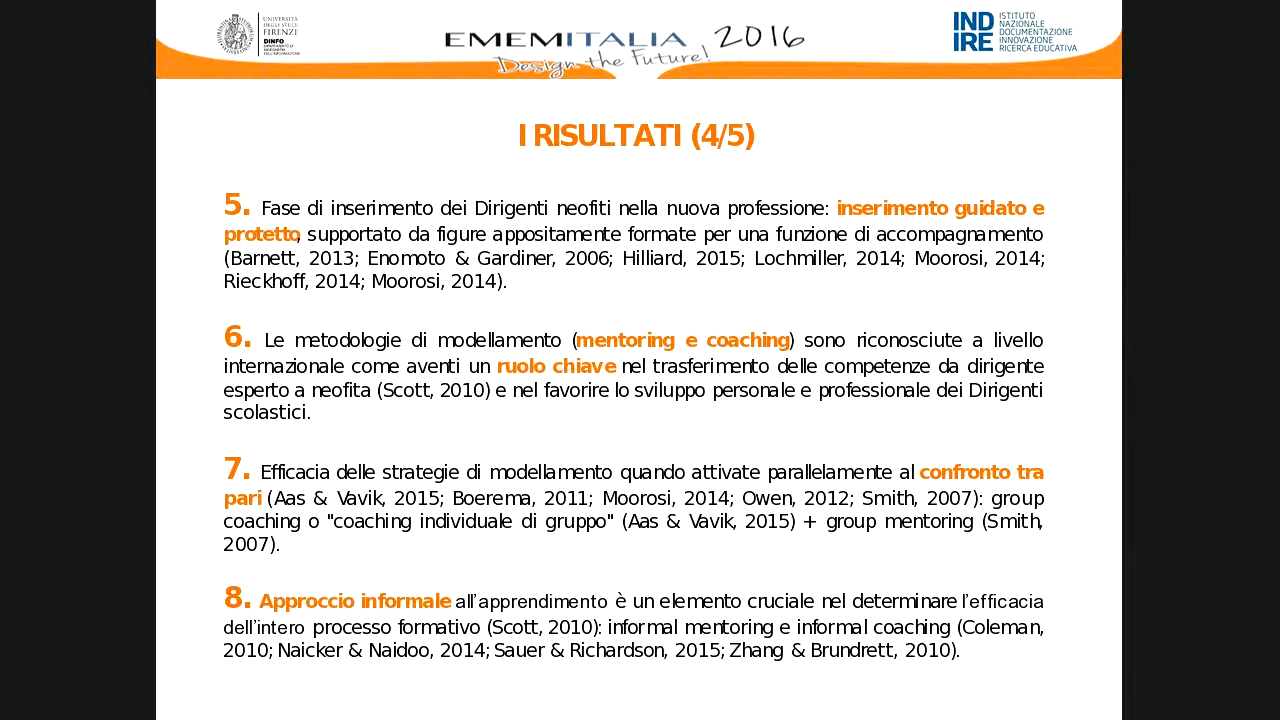 UNIVERSITÀ
DEGLI STUDI
FIRENZE
DINFO
DIPARTIMENTO DI
INGEGNERIA
DELL'INFORMAZIONE
EMEMITALIA 2016
Design the Future!
INDIRE
ISTITUTO
NAZIONALE
DOCUMENTAZIONE
INNOVAZIONE
RICERCA EDUCATIVA
I RISULTATI (4/5)
5. Fase di inserimento dei Dirigenti neofiti nella nuova professione: inserimento guidato e
protetto, supportato da figure appositamente formate per una funzione di accompagnamento
(Barnett, 2013; Enomoto & Gardiner, 2006; Hilliard, 2015; Lochmiller, 2014; Moorosi, 2014;
Rieckhoff, 2014; Moorosi, 2014).
6. Le metodologie di modellamento (mentoring e coaching) sono riconosciute a livello
internazionale come aventi un ruolo chiave nel trasferimento delle competenze da dirigente
esperto a neofita (Scott, 2010) e nel favorire lo sviluppo personale e professionale dei Dirigenti
scolastici.
7. Efficacia delle strategie di modellamento quando attivate parallelamente al confronto tra
pari (Aas & Vavik, 2015; Boerema, 2011; Moorosi, 2014; Owen, 2012; Smith, 2007): group
coaching o "coaching individuale di gruppo" (Aas & Vavik, 2015) + group mentoring (Smith,
2007).
8. Approccio informale all’apprendimento è un elemento cruciale nel determinare l’efficacia
dell’intero processo formativo (Scott, 2010): informal mentoring e informal coaching (Coleman,
2010; Naicker & Naidoo, 2014; Sauer & Richardson, 2015; Zhang & Brundrett, 2010).